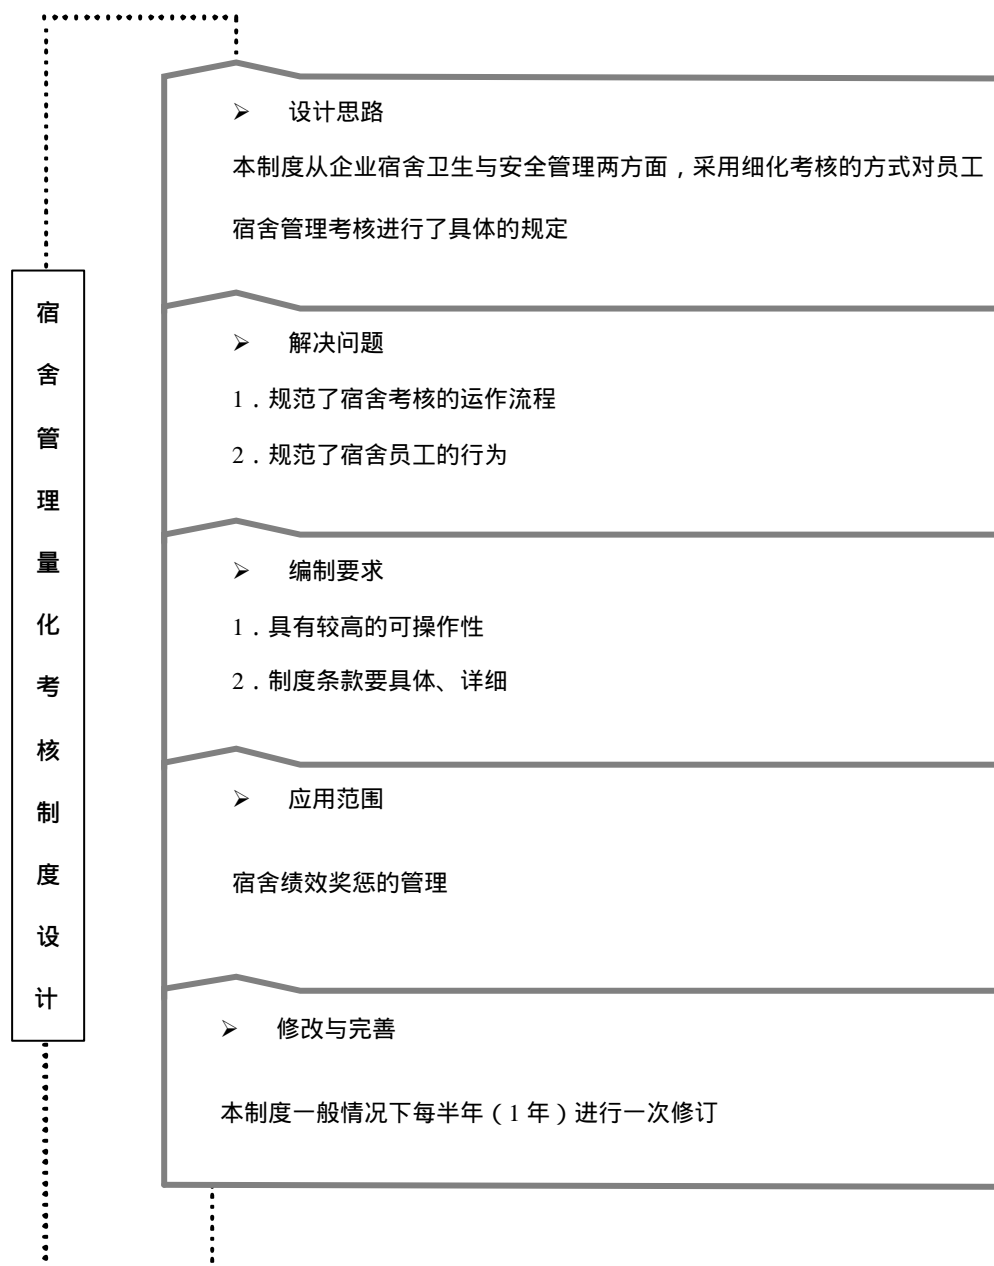 宿舍管理量化考核制度设计
➢ 设计思路
本制度从企业宿舍卫生与安全管理两方面，采用细化考核的方式对员工
宿舍管理考核进行了具体的规定
➢ 解决问题
1．规范了宿舍考核的运作流程
2．规范了宿舍员工的行为
➢ 编制要求
1．具有较高的可操作性
2．制度条款要具体、详细
➢ 应用范围
宿舍绩效奖惩的管理
➢ 修改与完善
本制度一般情况下每半年（1 年）进行一次修订